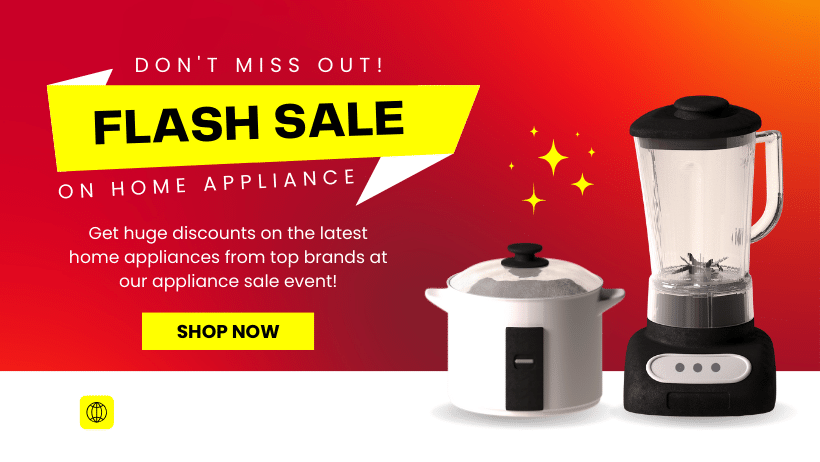 DON'T MISS OUT!
FLASH SALE
ON HOME APPLIANCE
Get huge discounts on the latest
home appliances from top brands at
our appliance sale event!
SHOP NOW